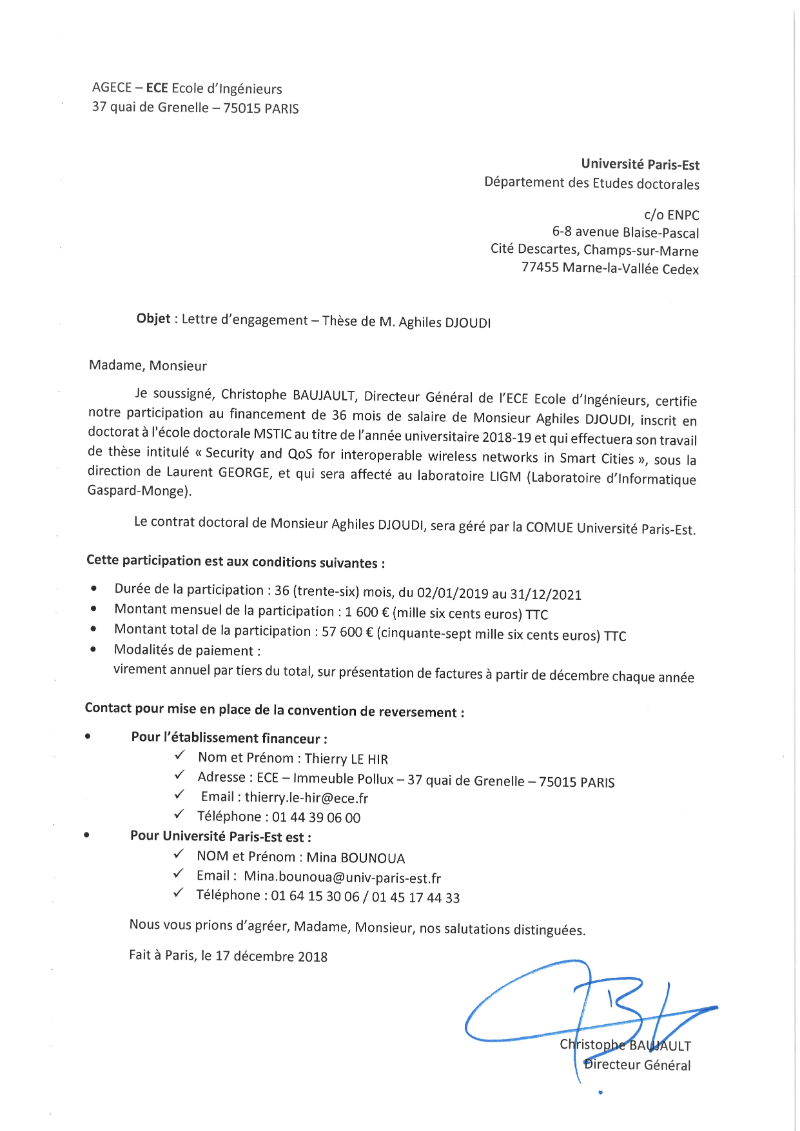 AGECE – ECE Ecole d'Ingénieurs
37 quai de Grenelle – 75015 PARIS
Université Paris-Est
Département des Etudes doctorales
c/o ENPC
6-8 avenue Blaise-Pascal
Cité Descartes, Champs-sur-Marne
77455 Marne-la-Vallée Cedex
Objet : Lettre d'engagement – Thèse de M. Aghiles DJOUDI
Madame, Monsieur
Je soussigné, Christophe BAUJAULT, Directeur Général de l'ECE Ecole d'Ingénieurs, certifie
notre participation au financement de 36 mois de salaire de Monsieur Aghiles DJOUDI, inscrit en
doctorat à l'école doctorale MSTIC au titre de l'année universitaire 2018-19 et qui effectuera son travail
de thèse intitulé « Security and QoS for interoperable wireless networks in Smart Cities », sous la
direction de Laurent GEORGE, et qui sera affecté au laboratoire LIGM (Laboratoire d'Informatique
Gaspard-Monge).
Le contrat doctoral de Monsieur Aghiles DJOUDI, sera géré par la COMUE Université Paris-Est.
Cette participation est aux conditions suivantes :
• Durée de la participation : 36 (trente-six) mois, du 02/01/2019 au 31/12/2021
• Montant mensuel de la participation : 1 600 € (mille six cents euros) TTC
• Montant total de la participation : 57 600 € (cinquante-sept mille six cents euros) TTC
• Modalités de paiement :
virement annuel par tiers du total, sur présentation de factures à partir de décembre chaque année
Contact pour mise en place de la convention de reversement :
• Pour l'établissement financeur :
✓ Nom et Prénom : Thierry LE HIR
✓ Adresse : ECE – Immeuble Pollux – 37 quai de Grenelle – 75015 PARIS
✓ Email : thierry.le-hir@ece.fr
✓ Téléphone : 01 44 39 06 00
• Pour Université Paris-Est est :
✓ NOM et Prénom : Mina BOUNOUA
✓ Email : Mina.bounoua@univ-paris-est.fr
✓ Téléphone : 01 64 15 30 06 / 01 45 17 44 33
Nous vous prions d'agréer, Madame, Monsieur, nos salutations distinguées.
Fait à Paris, le 17 décembre 2018
Christophe BAUJAULT
Directeur Général